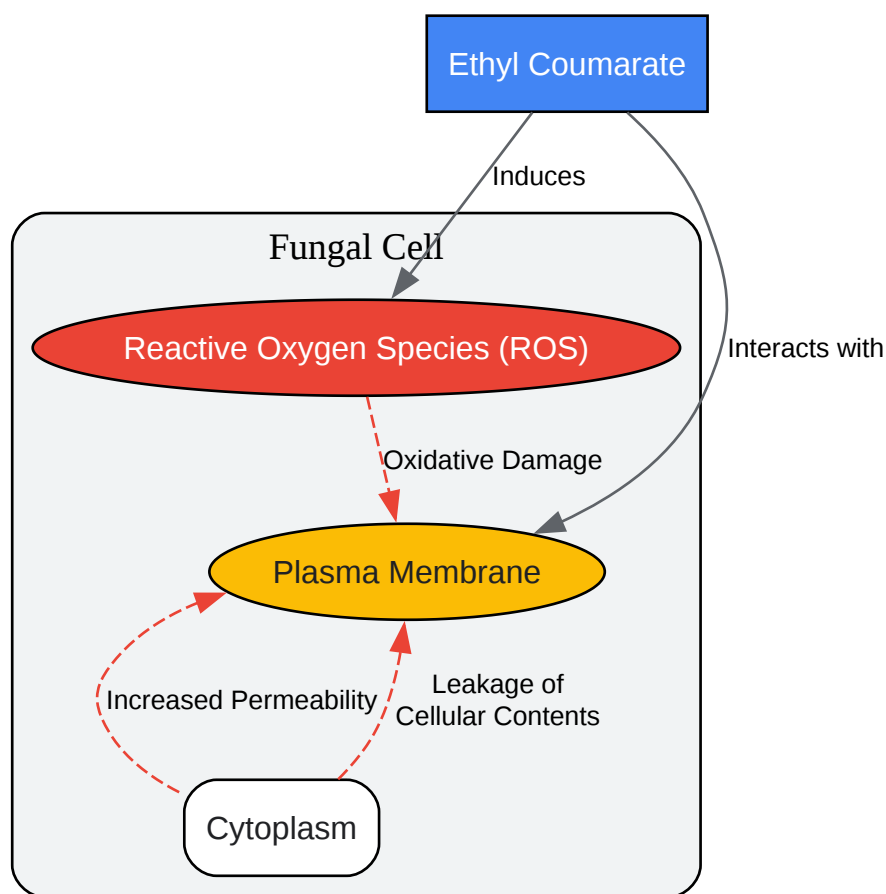 Ethyl Coumarate
Induces
Fungal Cell
Reactive Oxygen Species (ROS)
Interacts with
Oxidative Damage
Plasma Membrane
Increased Permeability
Leakage of
Cellular Contents
Cytoplasm